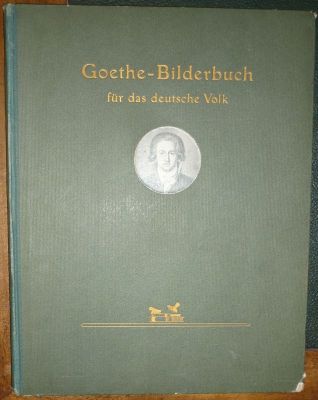 Goethe-Bilderbuch
für das deutsche Volk